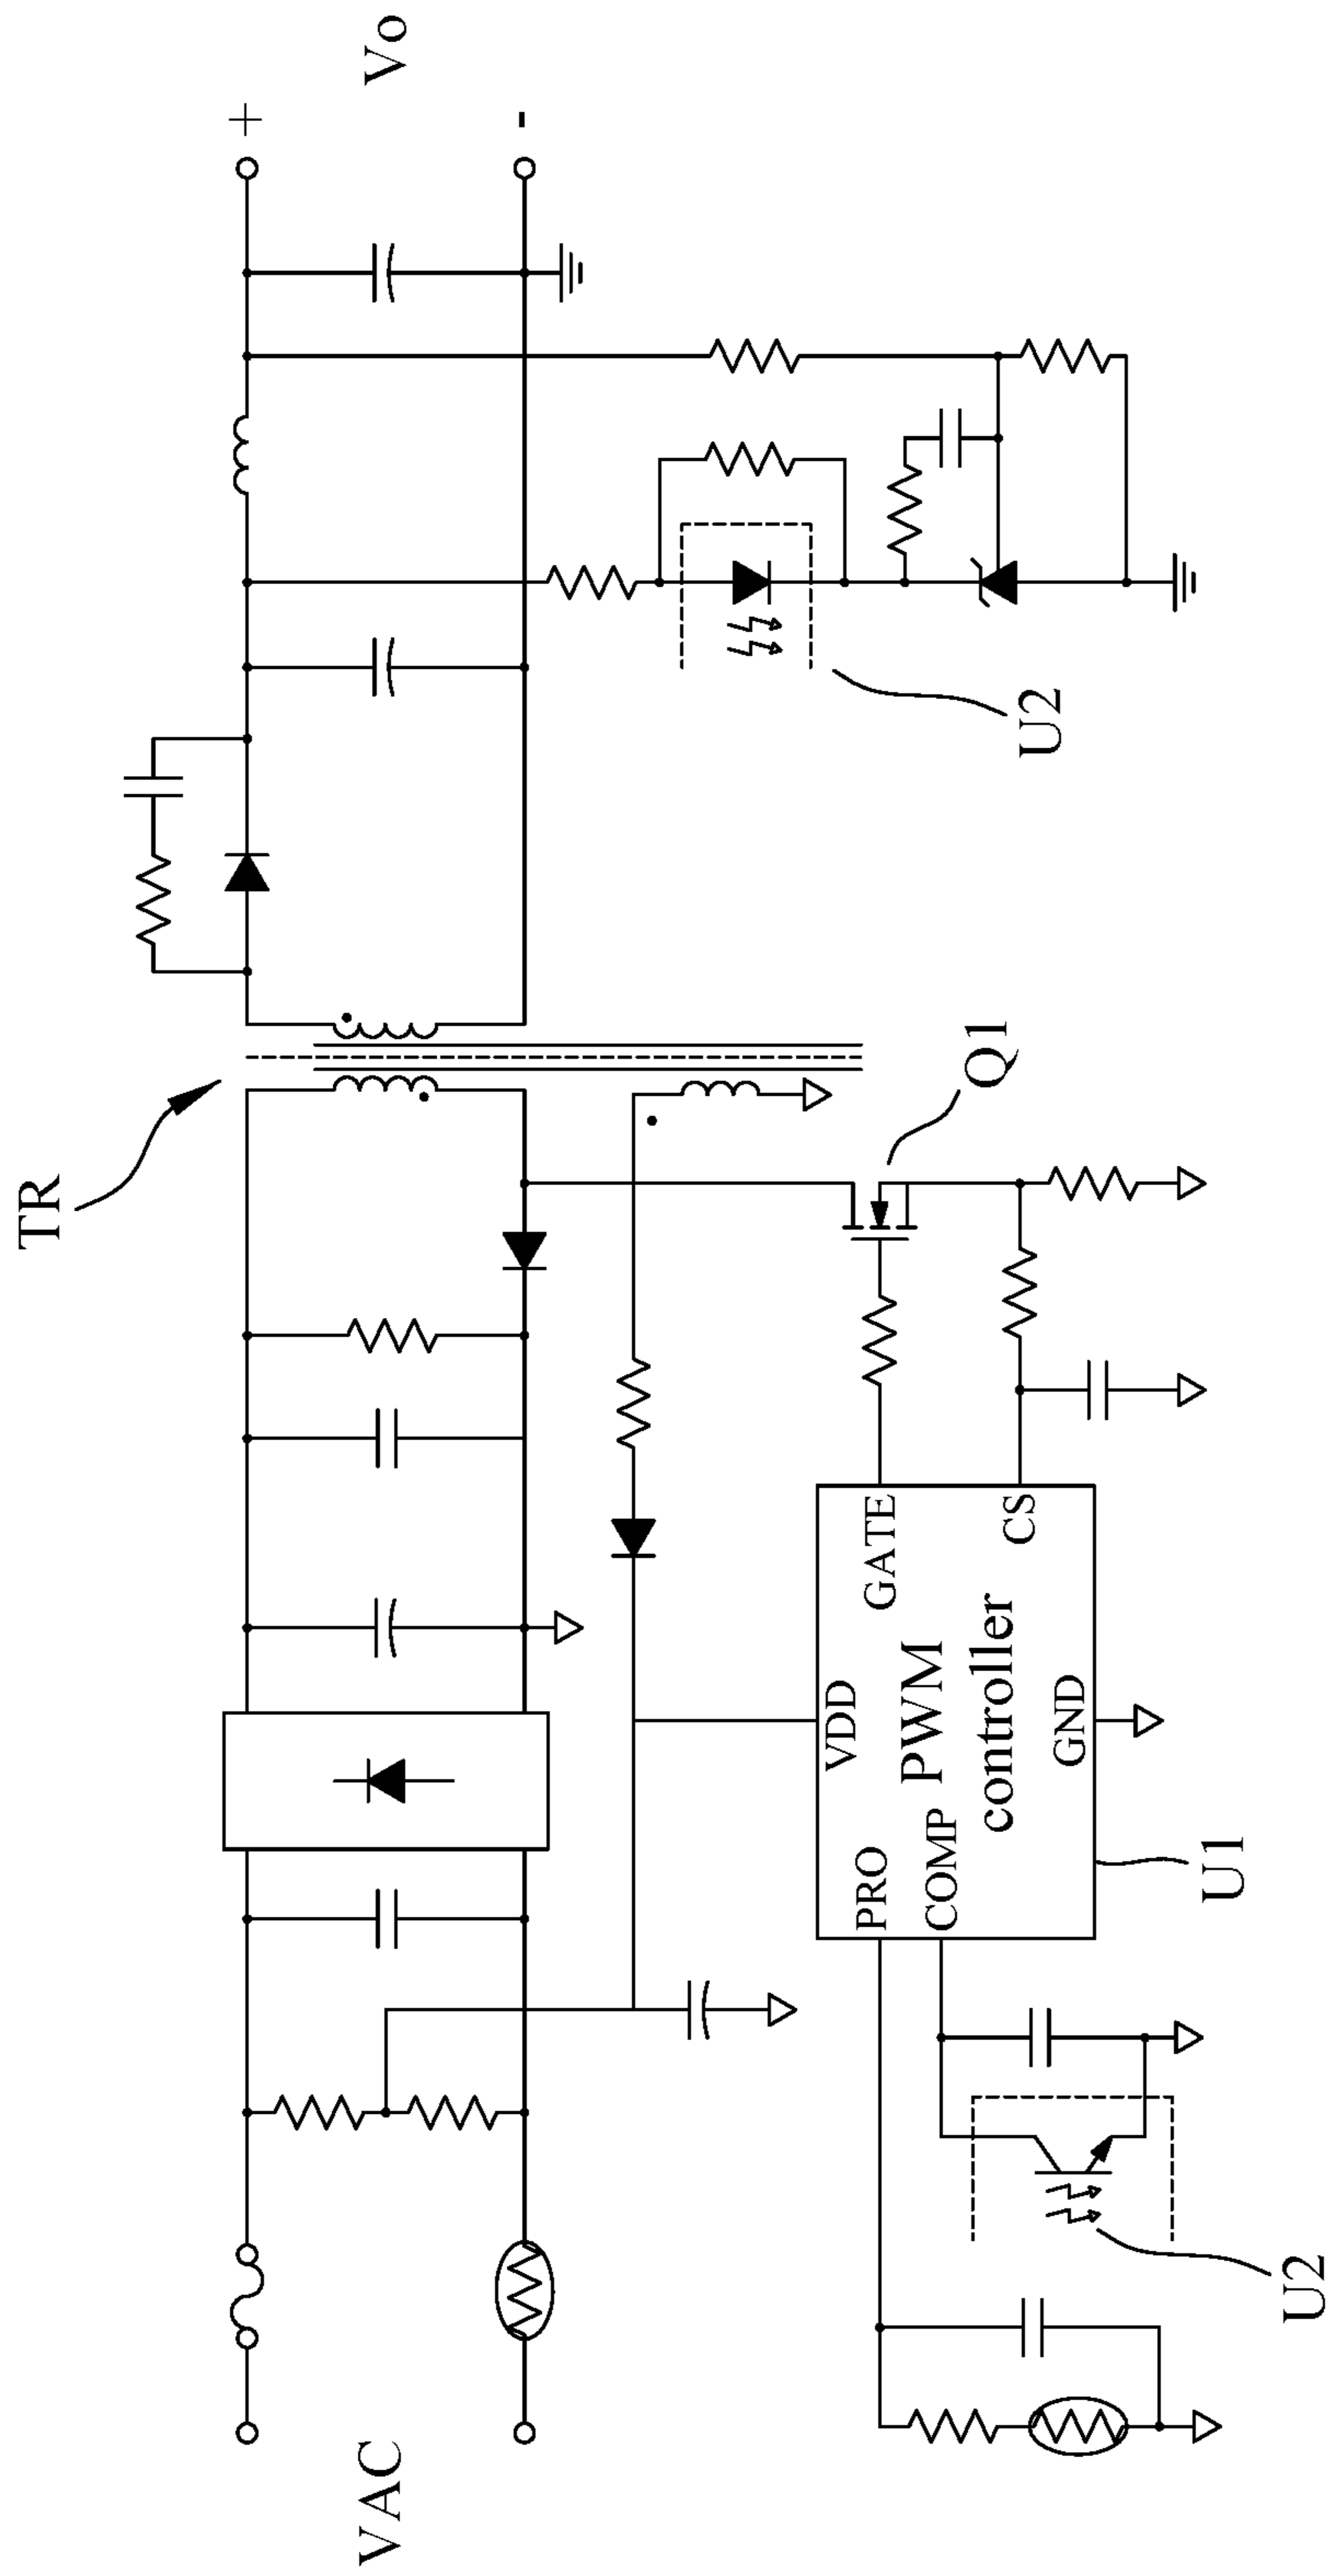 TR
VAC
+
Vo
-
Q1
U2
VDD
GATE
PRO
PWM
COMP
controller
CS
GND
U1
U2